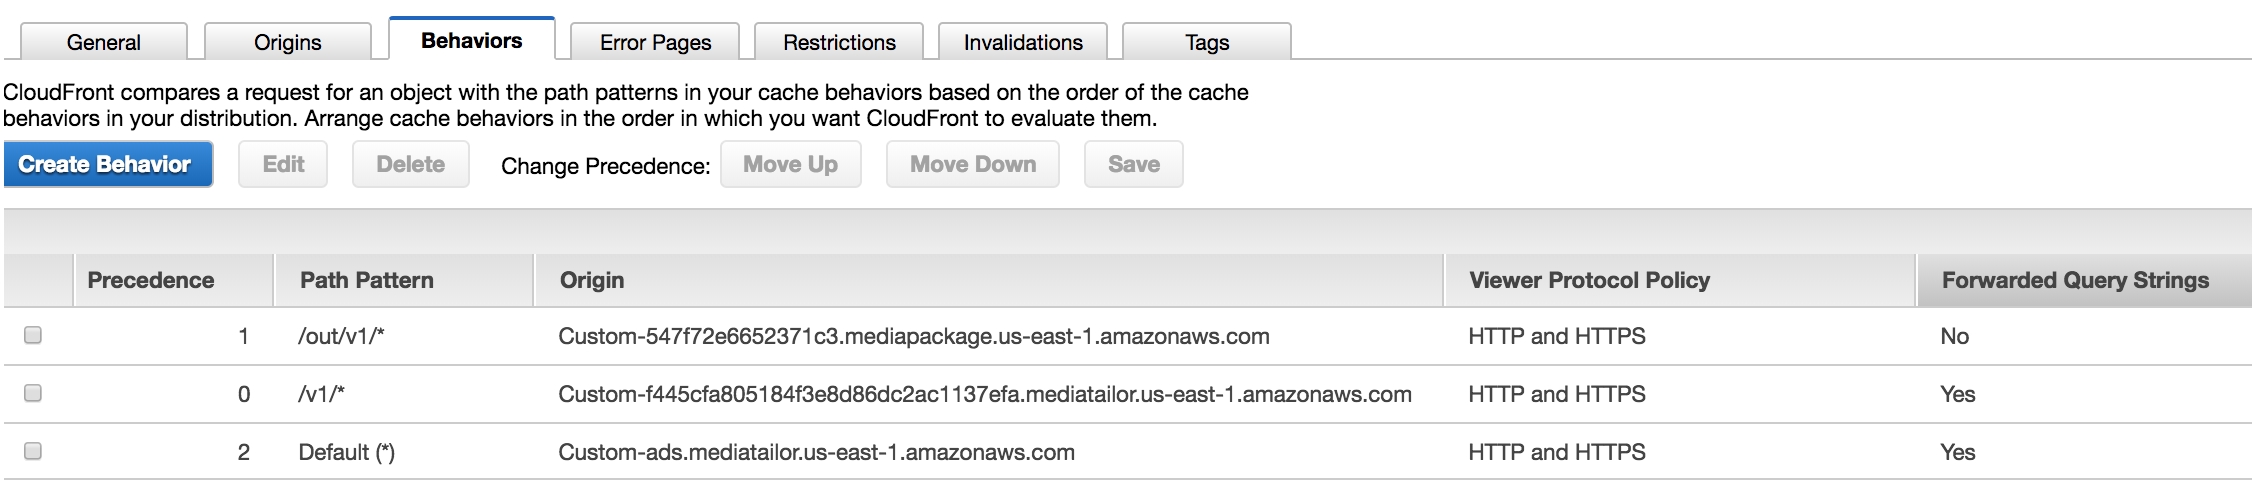 General Origins Behaviors Error Pages Restrictions Invalidations Tags
CloudFront compares a request for an object with the path patterns in your cache behaviors based on the order of the cache
behaviors in your distribution. Arrange cache behaviors in the order in which you want CloudFront to evaluate them.
Create Behavior Edit Delete Change Precedence: Move Up Move Down Save
Precedence Path Pattern Origin Viewer Protocol Policy Forwarded Query Strings
1 /out/v1/* Custom-547f72e6652371c3.mediapackage.us-east-1.amazonaws.com HTTP and HTTPS No
0 /v1/* Custom-f445cfa805184f3e8d86dc2ac1137efa.mediatailor.us-east-1.amazonaws.com HTTP and HTTPS Yes
2 Default (*) Custom-ads.mediatailor.us-east-1.amazonaws.com HTTP and HTTPS Yes